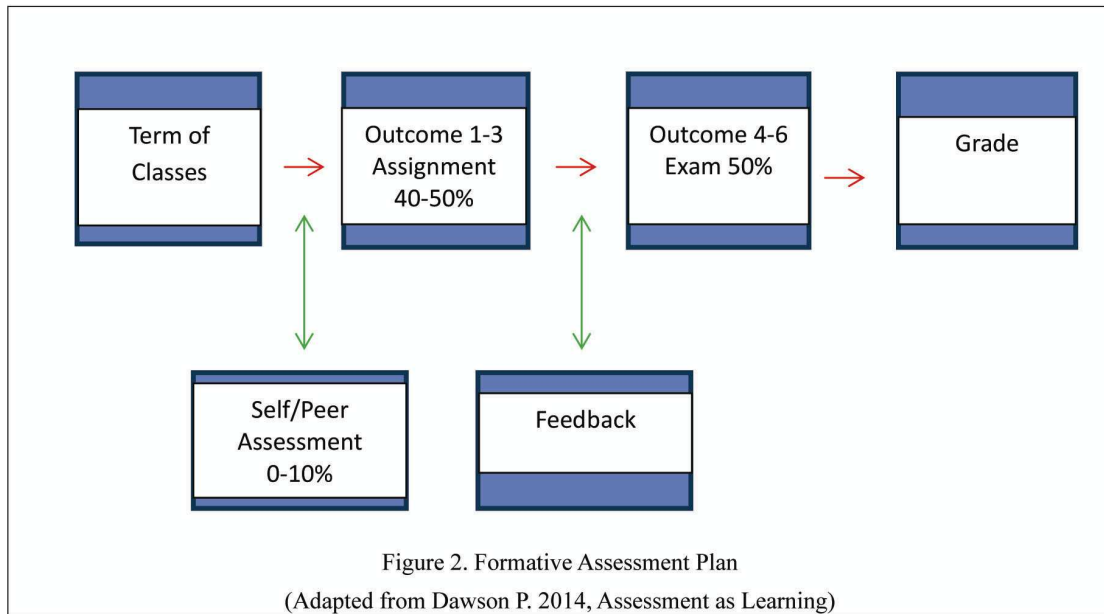 Term of
Classes
Outcome 1-3
Assignment
40-50%
Outcome 4-6
Exam 50%
Grade
Self/Peer
Assessment
0-10%
Feedback
Figure 2. Formative Assessment Plan
(Adapted from Dawson P. 2014, Assessment as Learning)